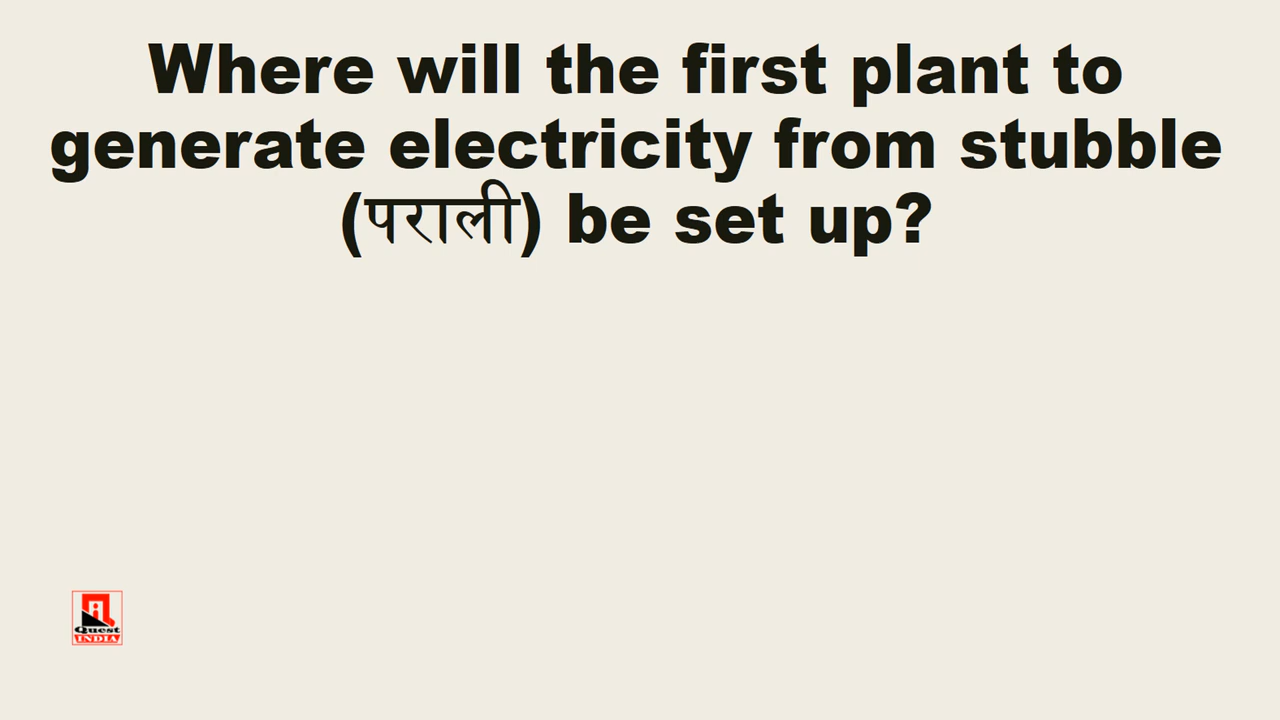 Where will the first plant to
generate electricity from stubble
(पराली) be set up?
Quest
INDIA